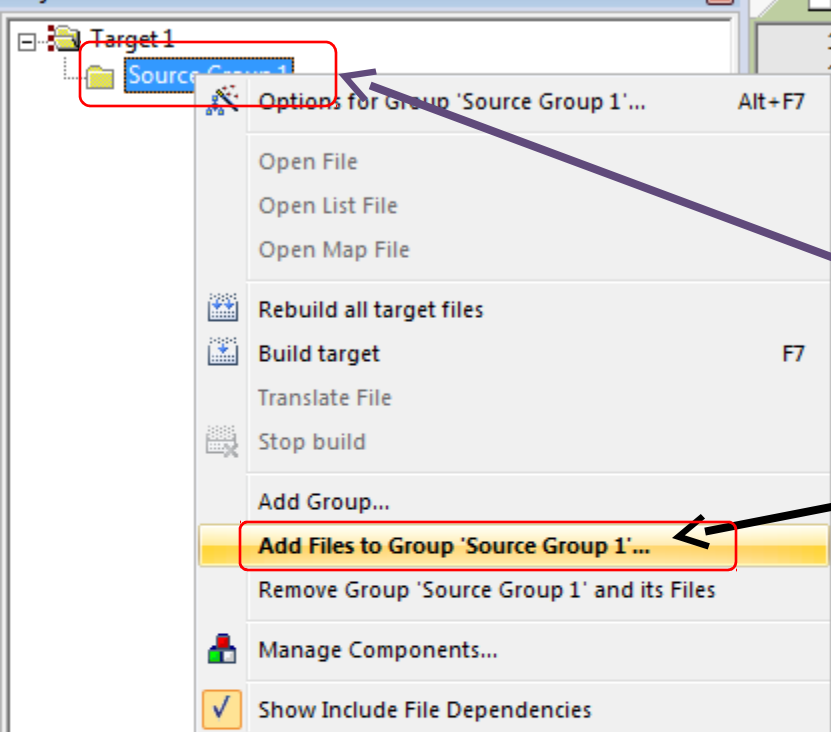 Target 1
Source Group 1
Options for Group 'Source Group 1'... Alt+F7
Open File
Open List File
Open Map File
Rebuild all target files
Build target F7
Translate File
Stop build
Add Group...
Add Files to Group 'Source Group 1'...
Remove Group 'Source Group 1' and its Files
Manage Components...
Show Include File Dependencies